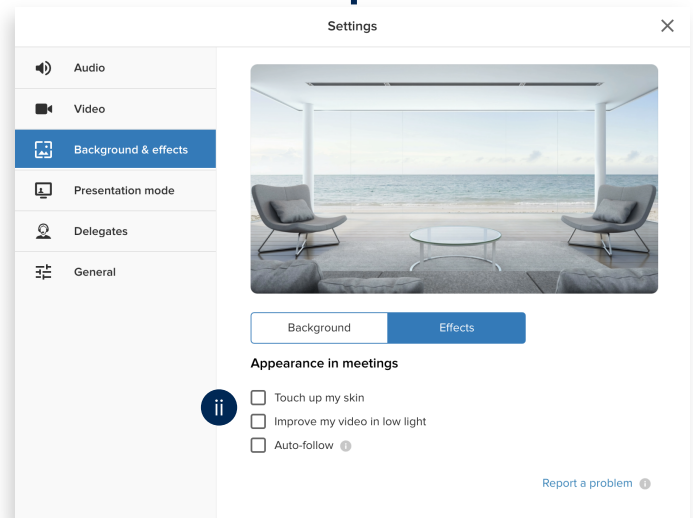 Settings
Audio
Video
Background & effects
Presentation mode
Delegates
General
Background Effects
Appearance in meetings
ii
Touch up my skin
Improve my video in low light
Auto-follow i
Report a problem i